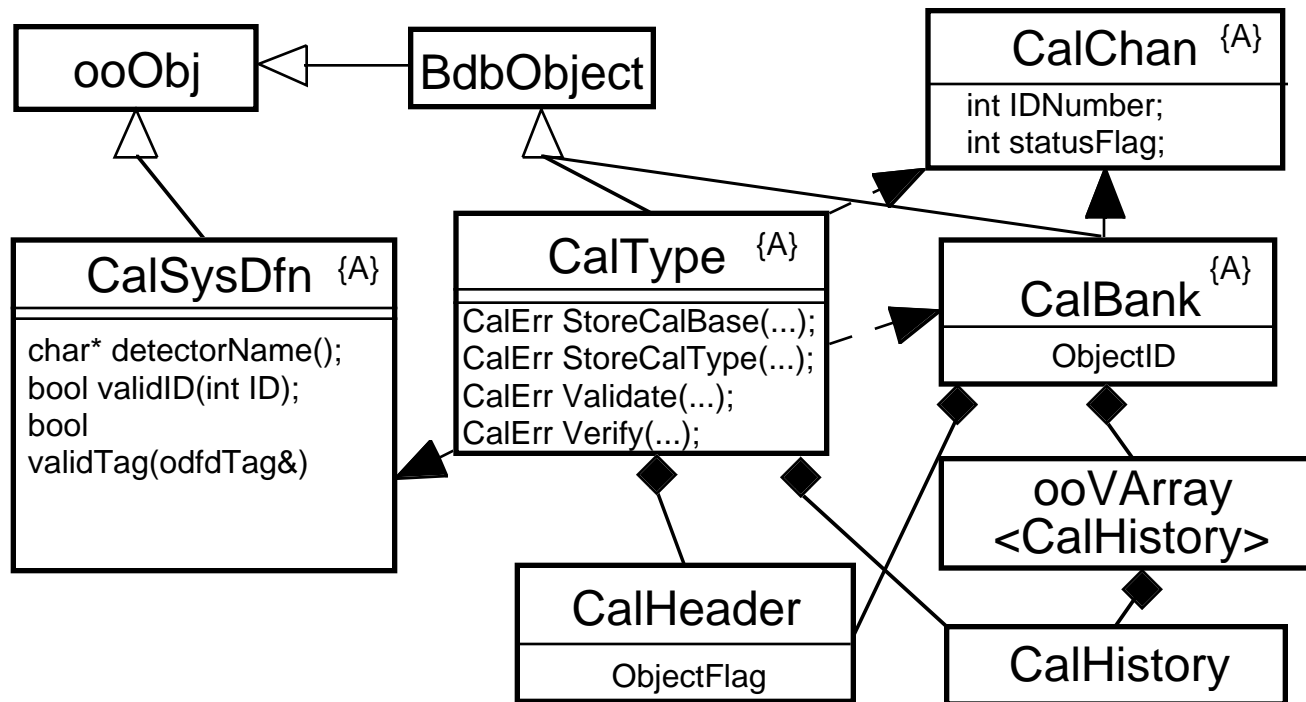 ooObj
BdbObject
CalChan {A}
int IDNumber;
int statusFlag;
CalSysDfn {A}
char* detectorName();
bool validID(int ID);
bool
validTag(odfdTag&)
CalType {A}
CalErr StoreCalBase(...);
CalErr StoreCalType(...);
CalErr Validate(...);
CalErr Verify(...);
{A}
CalBank
ObjectID
ooVArray
<CalHistory>
CalHeader
ObjectFlag
CalHistory